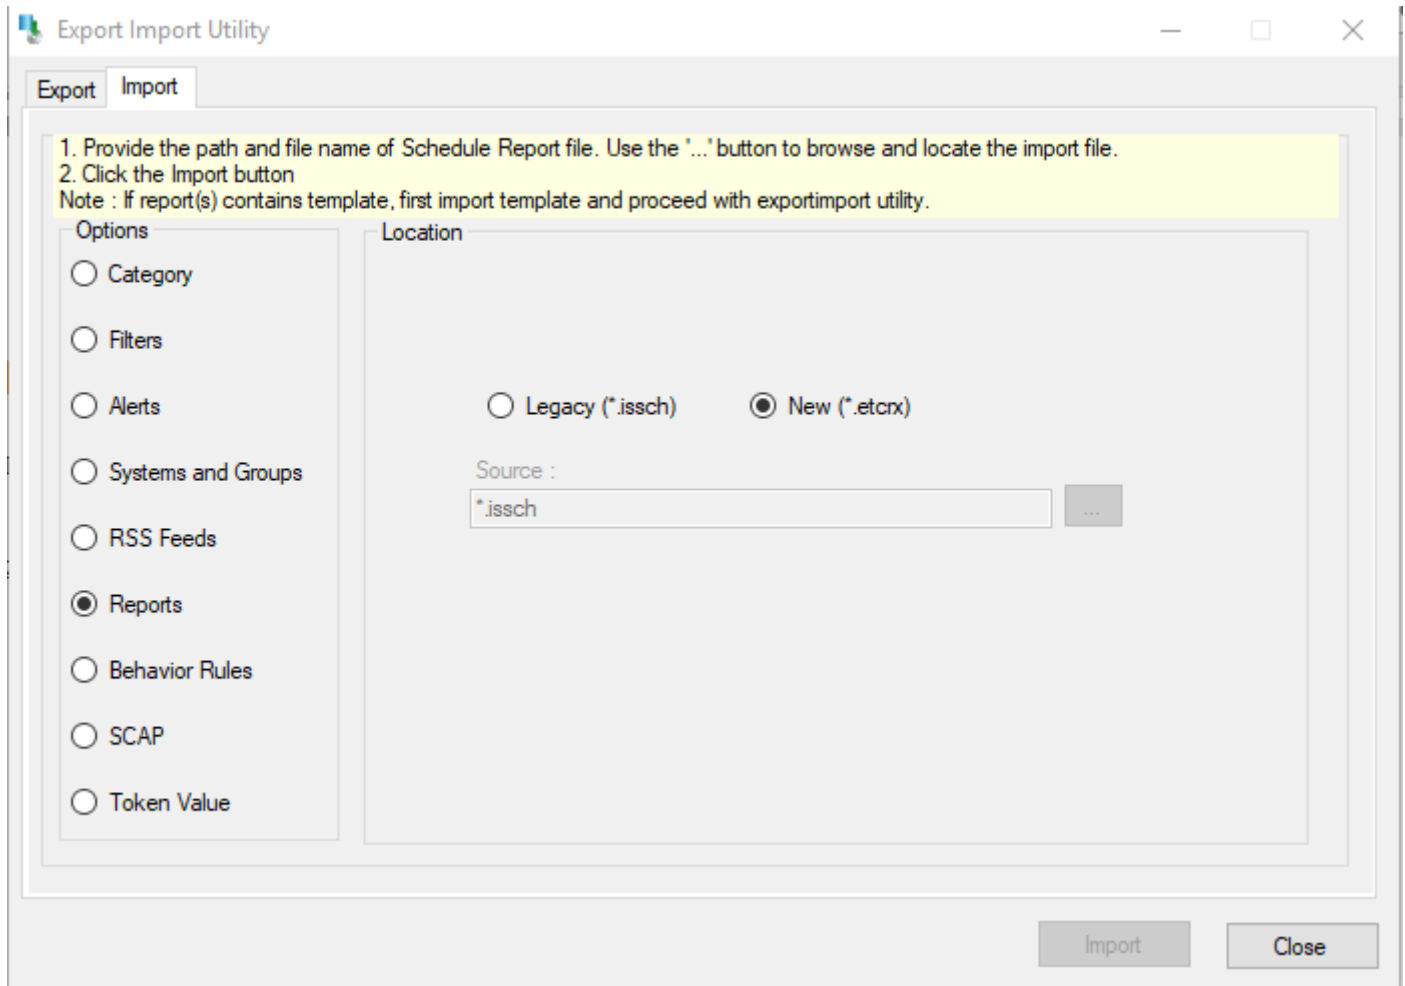 Export Import Utility
Export
Import
1. Provide the path and file name of Schedule Report file. Use the '...' button to browse and locate the import file.
2. Click the Import button
Note : If report(s) contains template, first import template and proceed with exportimport utility.
Options
Location
Category
Filters
Alerts
Legacy (*.issch)
New (*.etcrx)
Systems and Groups
Source :
*.issch
...
RSS Feeds
Reports
Behavior Rules
SCAP
Token Value
Import
Close